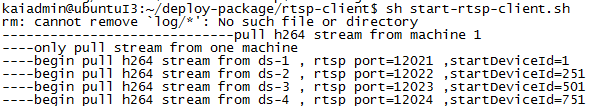 kaiadmin@ubuntuI3:~/deploy-package/rtsp-client$ sh start-rtsp-client.sh
rm: cannot remove `log/*': No such file or directory
-----------------------------pull h264 stream from machine 1
----only pull stream from one machine
----begin pull h264 stream from ds-1 , rtsp port=12021 ,startDeviceId=1
----begin pull h264 stream from ds-2 , rtsp port=12022 ,startDeviceId=251
----begin pull h264 stream from ds-3 , rtsp port=12023 ,startDeviceId=501
----begin pull h264 stream from ds-4 , rtsp port=12024 ,startDeviceId=751